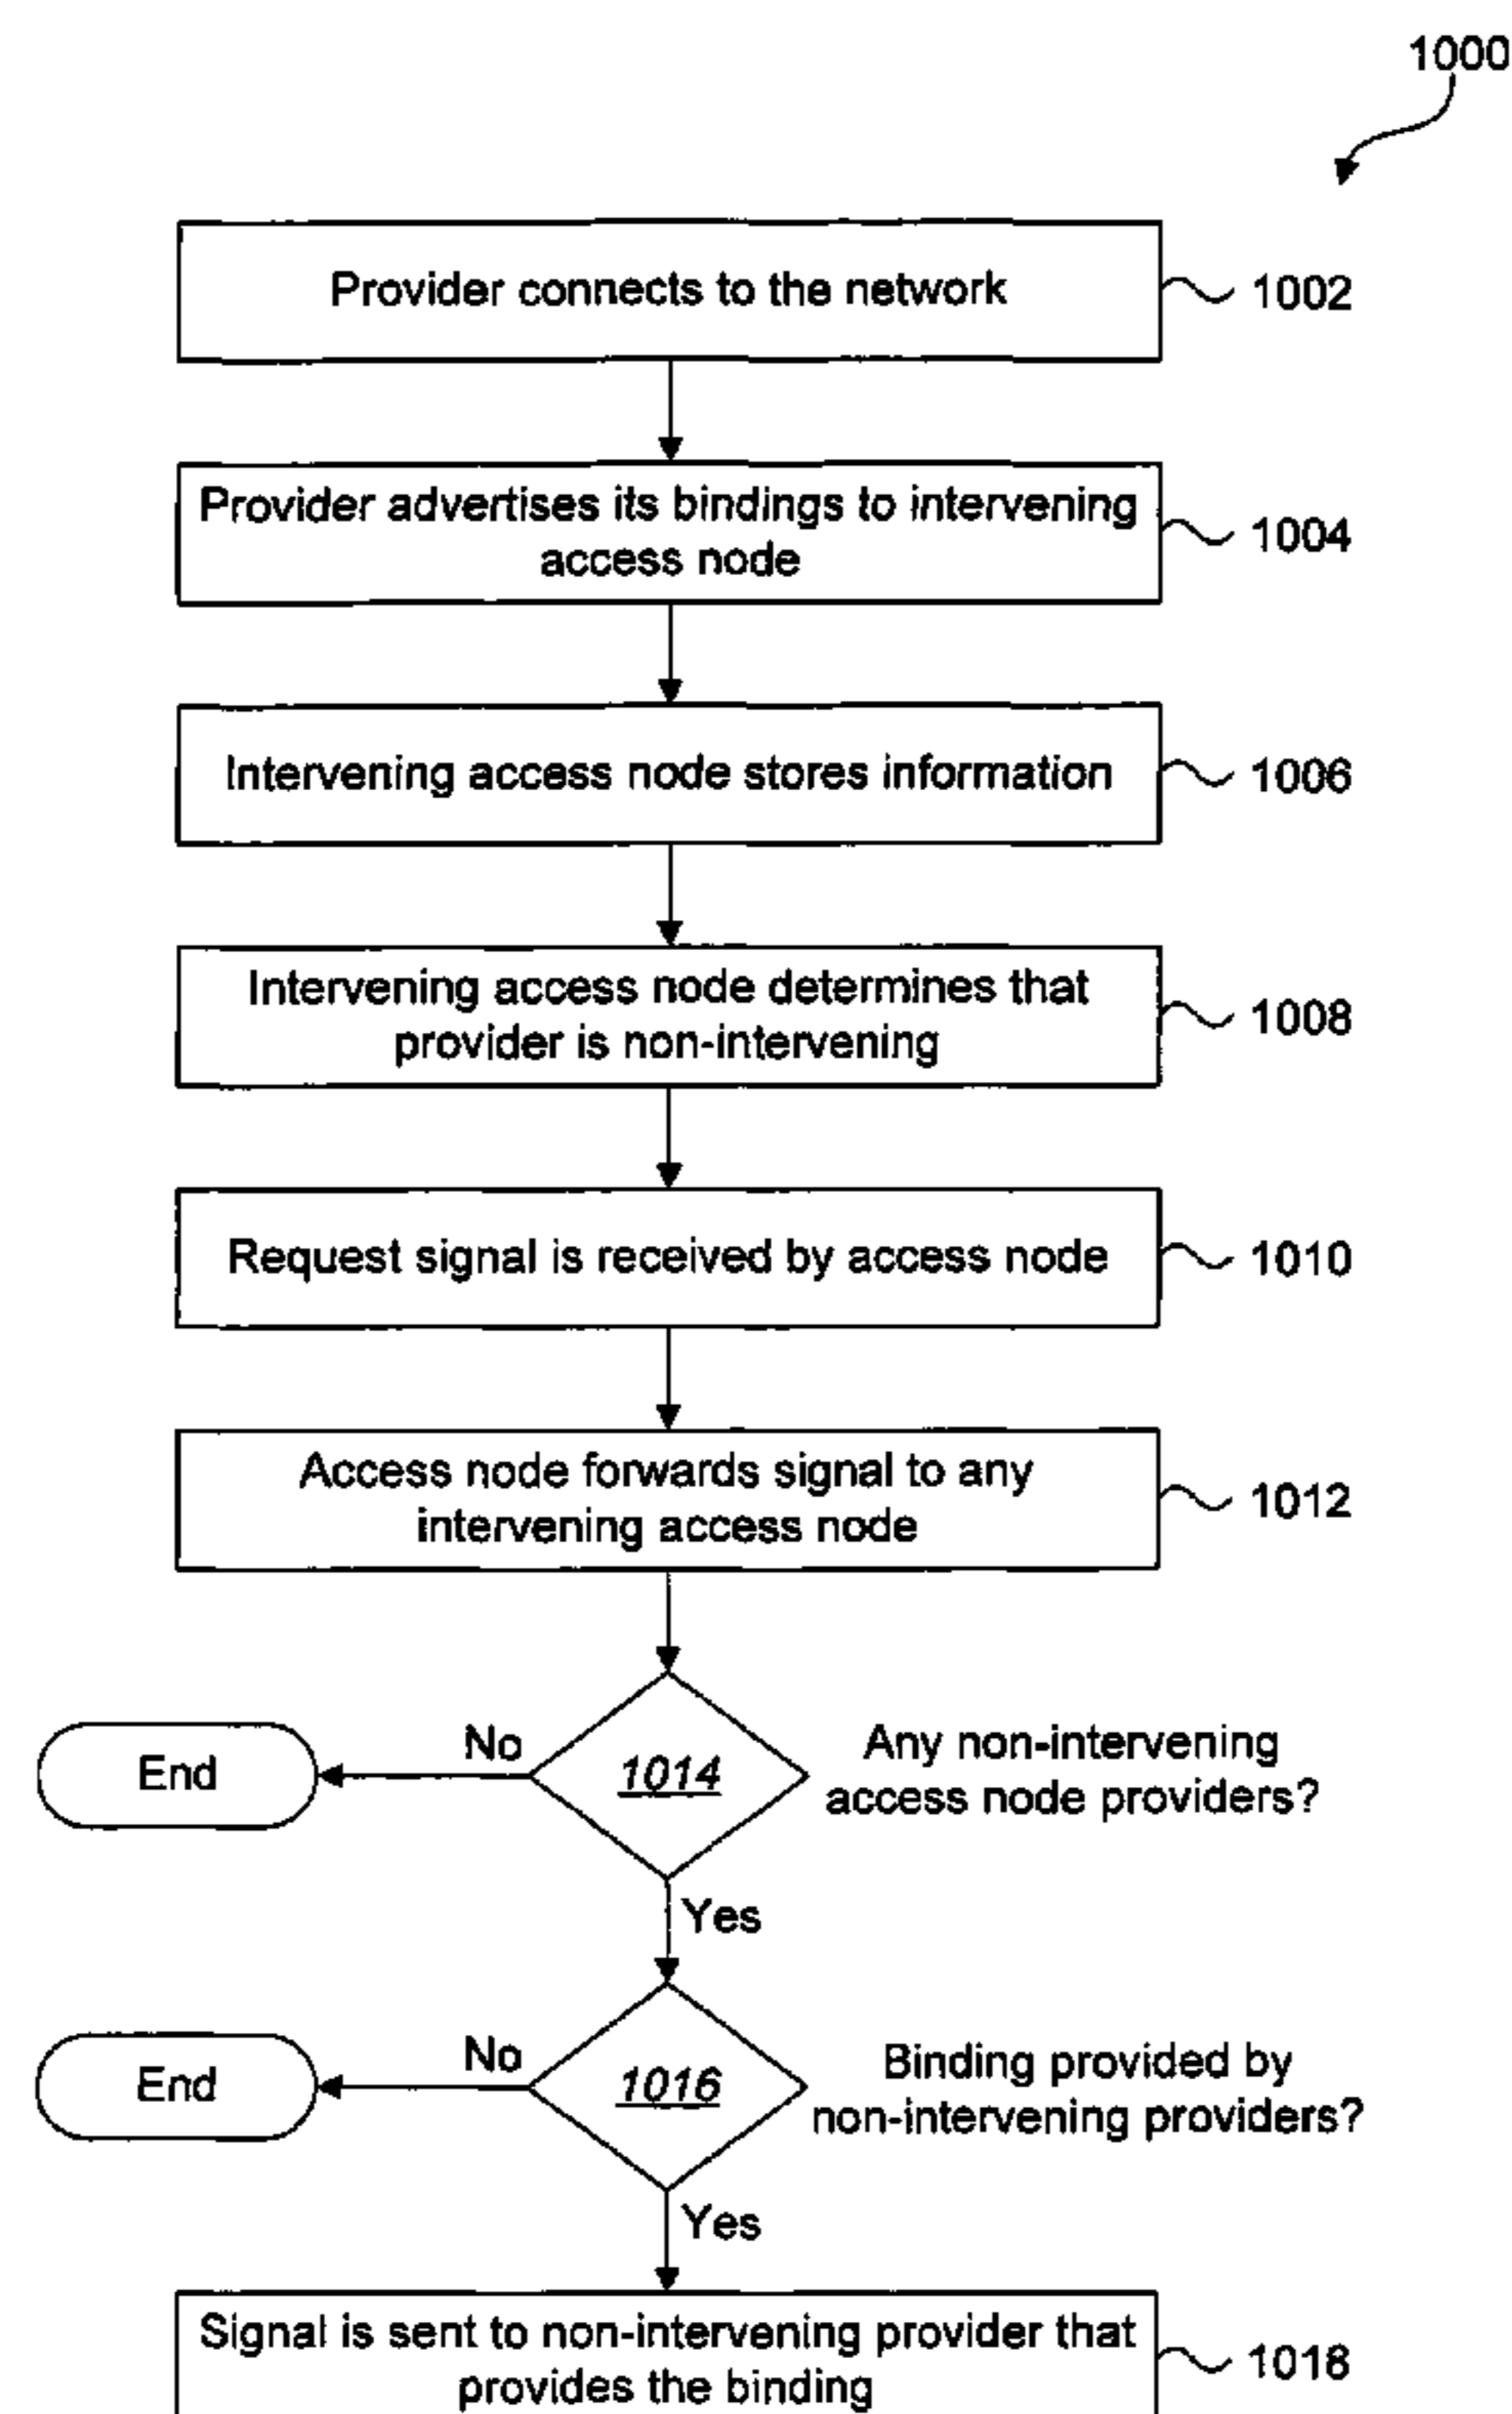 1000
Provider connects to the network
1002
Provider advertises its bindings to intervening
access node
1004
Intervening access node stores information
1006
Intervening access node determines that
provider is non-intervening
1008
Request signal is received by access node
1010
Access node forwards signal to any
intervening access node
1012
End
No
1014
Any non-intervening
access node providers?
Yes
End
No
1016
Binding provided by
non-intervening providers?
Yes
Signal is sent to non-intervening provider that
provides the binding
1018